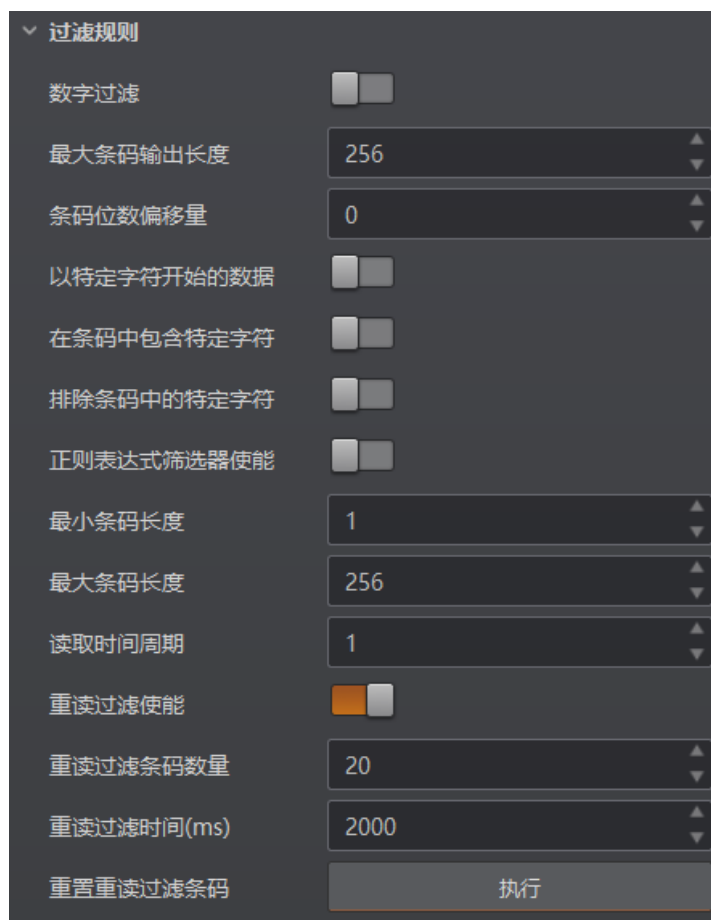 过滤规则
数字过滤
最大条码输出长度 256
条码位数偏移量 0
以特定字符开始的数据
在条码中包含特定字符
排除条码中的特定字符
正则表达式筛选器使能
最小条码长度 1
最大条码长度 256
读取时间周期 1
重读过滤使能
重读过滤条码数量 20
重读过滤时间(ms) 2000
重置重读过滤条码 执行